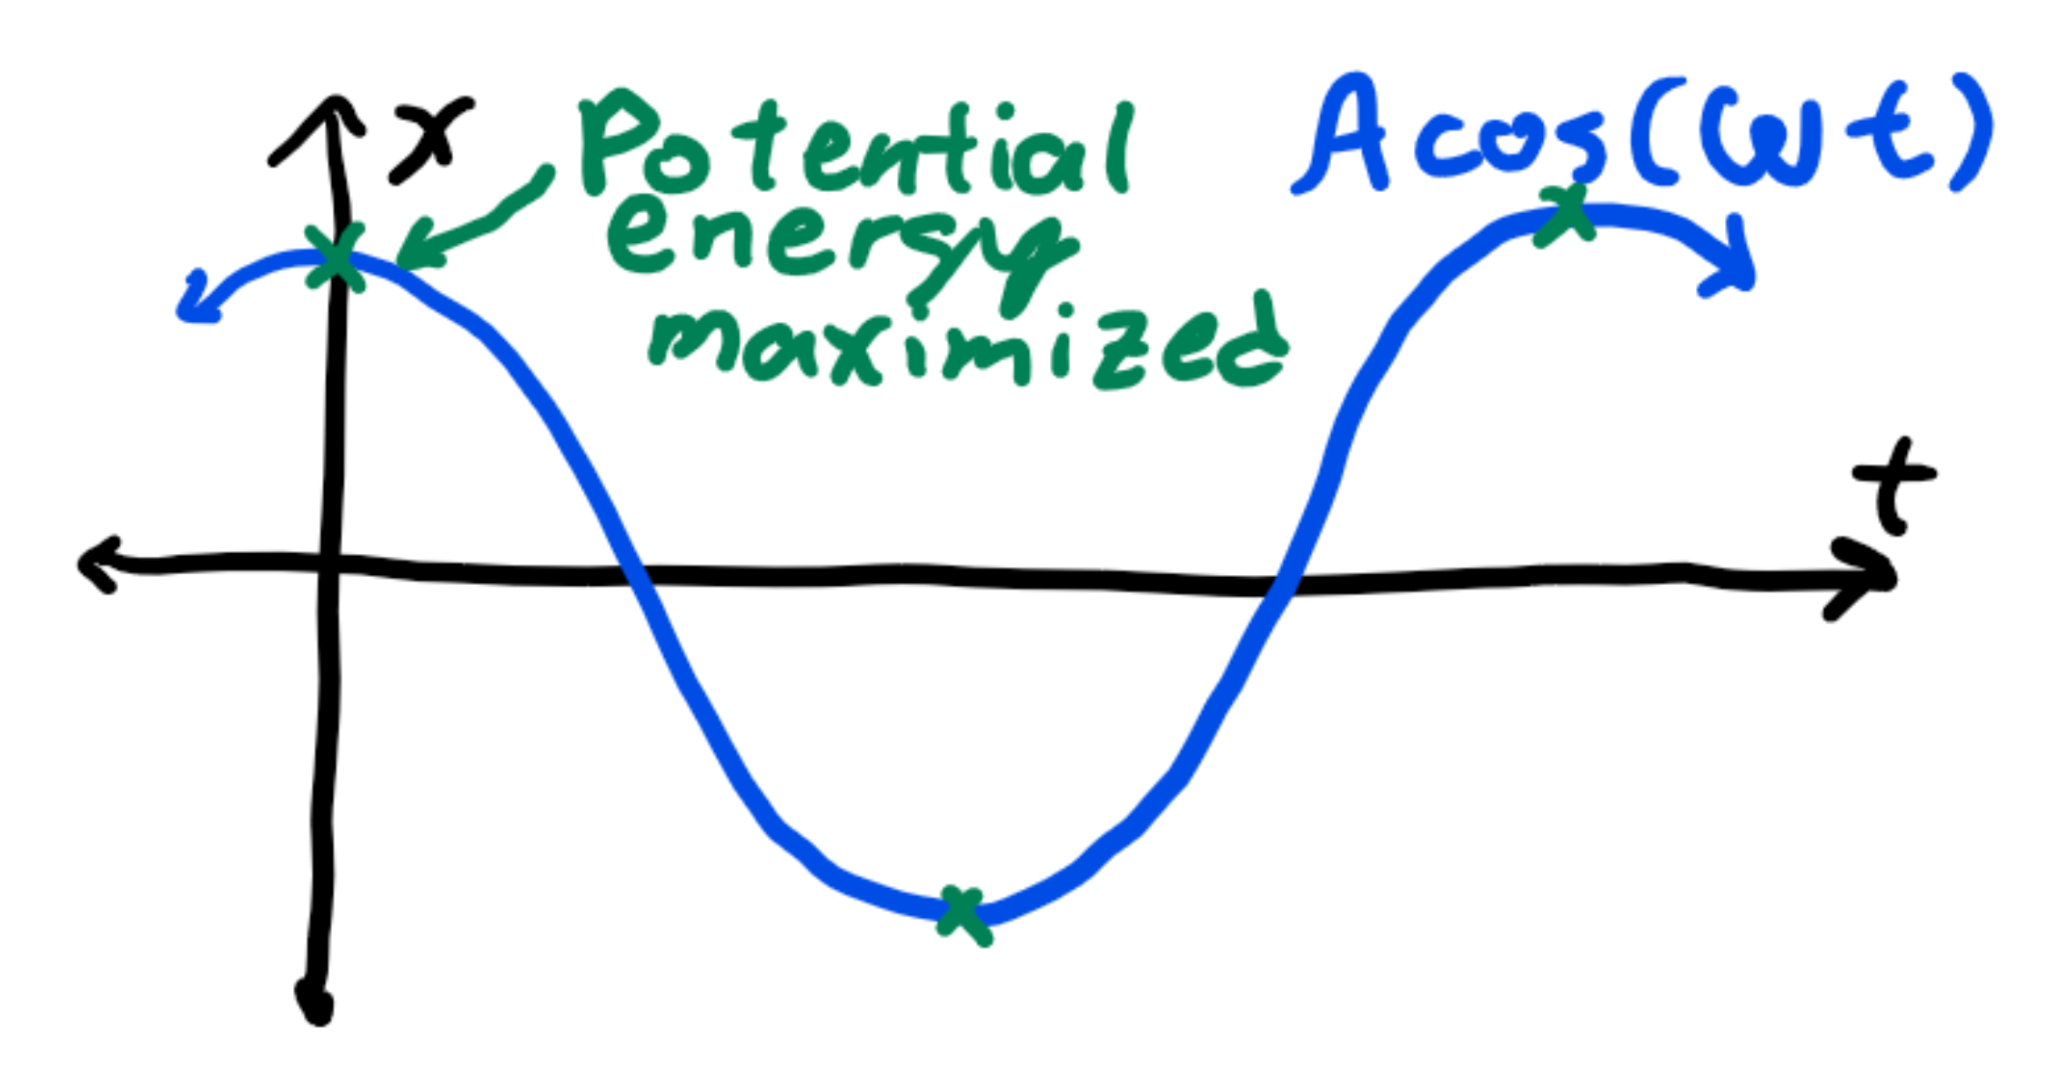 x
Potential
energy
maximized
Acos(ωt)
t